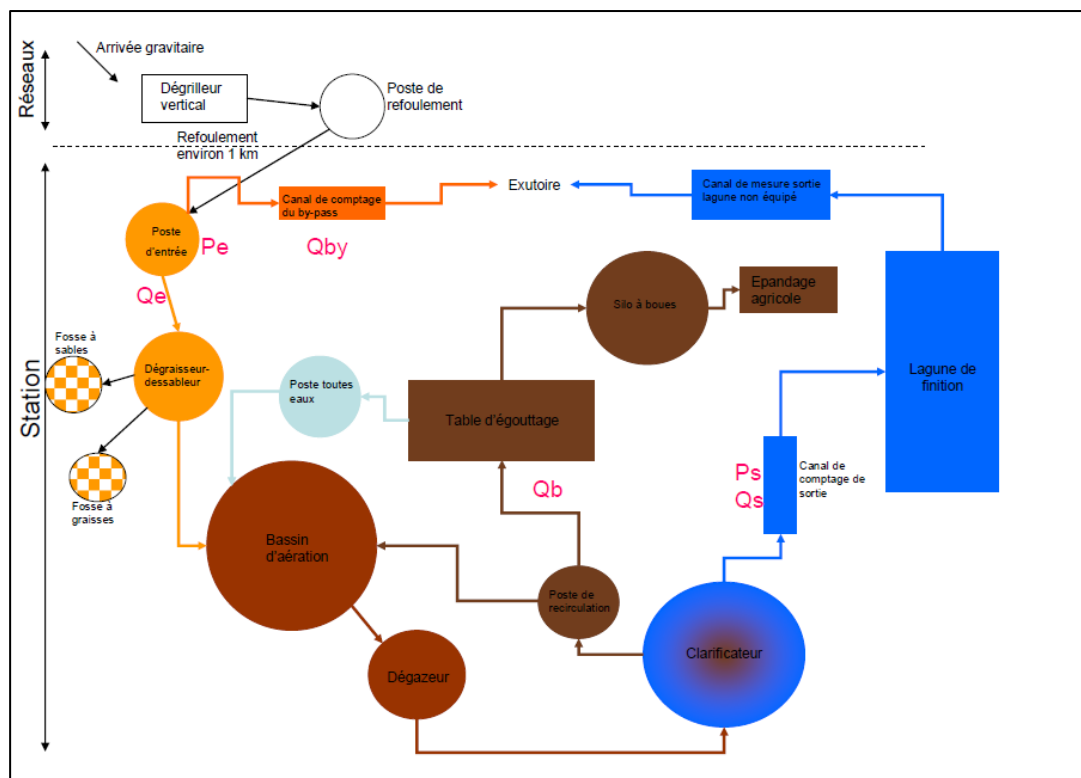 Réseaux
Arrivée gravitaire
Dégrilleur
vertical
Poste de
refoulement
Refoulement
environ 1 km
Station
Canal de comptage
du by-pass
Exutoire
Canal de mesure sortie
lagune non équipé
Poste
d'entrée
Pe
Qby
Qe
Silo à boues
Epandage
agricole
Fosse à
sables
Dégraisseur-
dessableur
Poste toutes
eaux
Table d'égouttage
Lagune de
finition
Fosse à
graisses
Qb
Ps
Qs
Canal de
comptage de
sortie
Bassin
d'aération
Poste de
recirculation
Dégazeur
Clarificateur